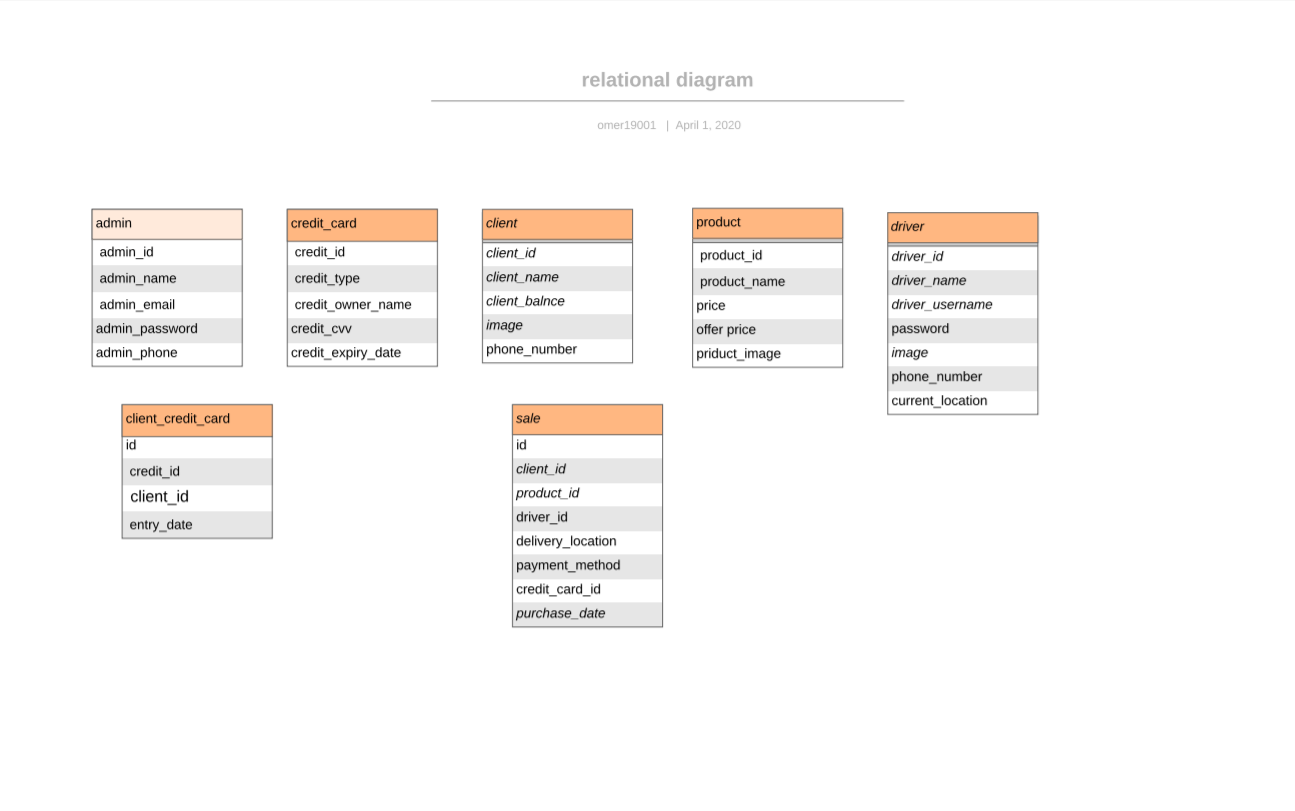 relational diagram
omer19001 | April 1, 2020
admin
admin_id
admin_name
admin_email
admin_password
admin_phone
credit_card
credit_id
credit_type
credit_owner_name
credit_cvv
credit_expiry_date
client
client_id
client_name
client_balnce
image
phone_number
product
product_id
product_name
price
offer price
priduct_image
driver
driver_id
driver_name
driver_username
password
image
phone_number
current_location
client_credit_card
id
credit_id
client_id
entry_date
sale
id
client_id
product_id
driver_id
delivery_location
payment_method
credit_card_id
purchase_date